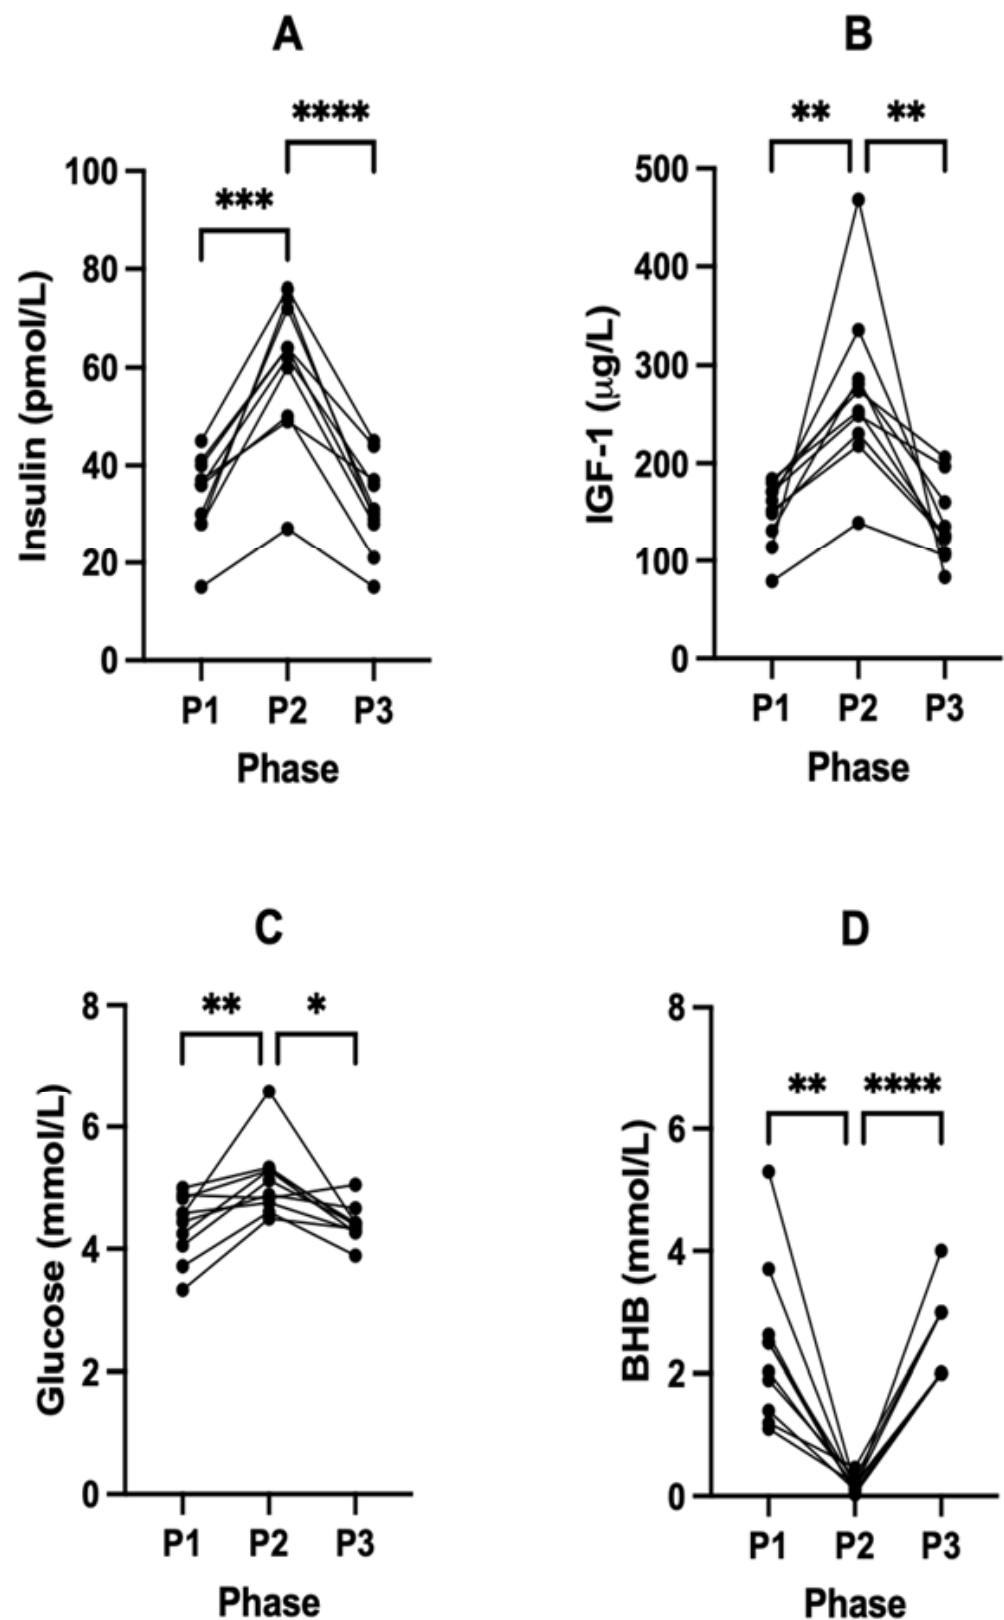 A
**** 
***
100
80
60
40
20
0
Insulin (pmol/L)
P1 P2 P3
Phase
B
** **
500
400
300
200
100
0
IGF-1 (µg/L)
P1 P2 P3
Phase
C
** *
8
6
4
2
0
Glucose (mmol/L)
P1 P2 P3
Phase
D
** ****
8
6
4
2
0
BHB (mmol/L)
P1 P2 P3
Phase